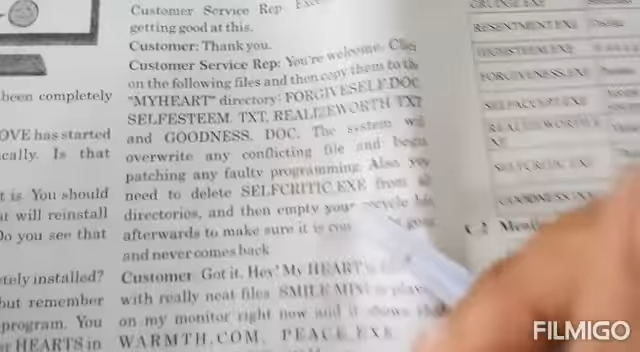 been completely
OVE has started
cally. Is that
t is. You should
t will reinstall
Do you see that
etely installed?
but remember
program. You
HEARTS in
Customer Service Rep
getting good at this.
Customer: Thank you.
Customer Service Rep: You're welcome. Click
on the following files and then copy them to the
"MYHEART" directory: FORGIVESELF.DOC,
SELFESTEEM. TXT, REALIZEWORTH TXT
and GOODNESS. DOC. The system will
overwrite any conflicting file and begin
patching any faulty programming. Also you
need to delete SELFCRITIC.EXE from all
directories, and then empty your recycle
afterwards to make sure it is gone
and never comes back
Customer Got it. Hey! My HEART
with really neat files SMILE
on my monitor right now and it shows
WARMTH.COM, PEACE.EXE
RESENTMENT.EXE
FORGIVENESS.EXE
SELFACCEPT.EXE
SELFCRITIC.EXE
GOODNESS
FILMIGO